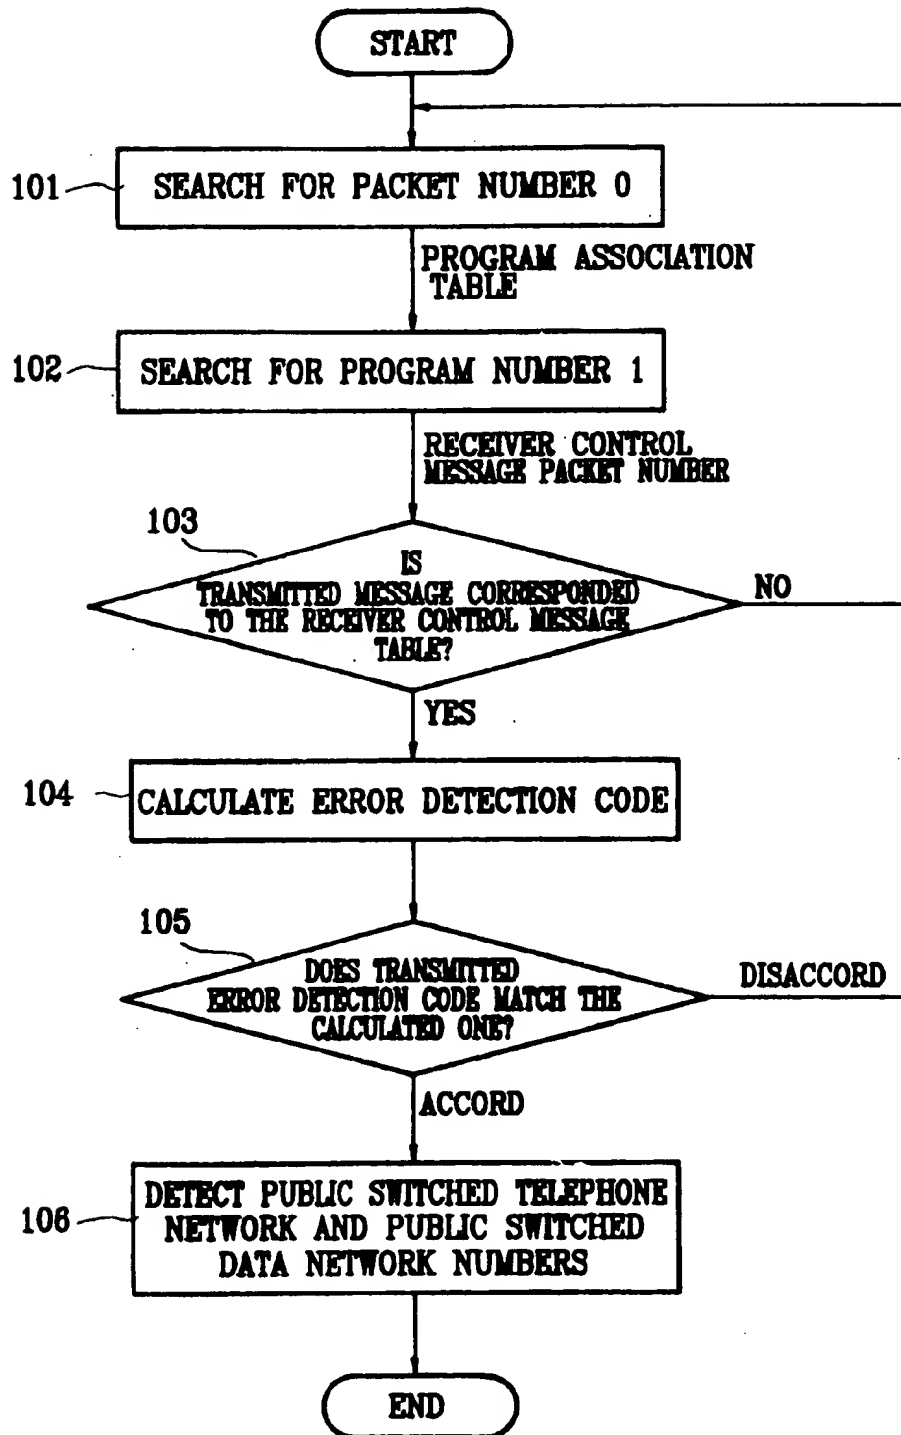 START
101
SEARCH FOR PACKET NUMBER 0
PROGRAM ASSOCIATION
TABLE
102
SEARCH FOR PROGRAM NUMBER 1
RECEIVER CONTROL
MESSAGE PACKET NUMBER
103
IS
TRANSMITTED MESSAGE CORRESPONDED
TO THE RECEIVER CONTROL MESSAGE
TABLE?
NO
YES
104
CALCULATE ERROR DETECTION CODE
105
DOES TRANSMITTED
ERROR DETECTION CODE MATCH THE
CALCULATED ONE?
DISACCORD
ACCORD
106
DETECT PUBLIC SWITCHED TELEPHONE
NETWORK AND PUBLIC SWITCHED
DATA NETWORK NUMBERS
END